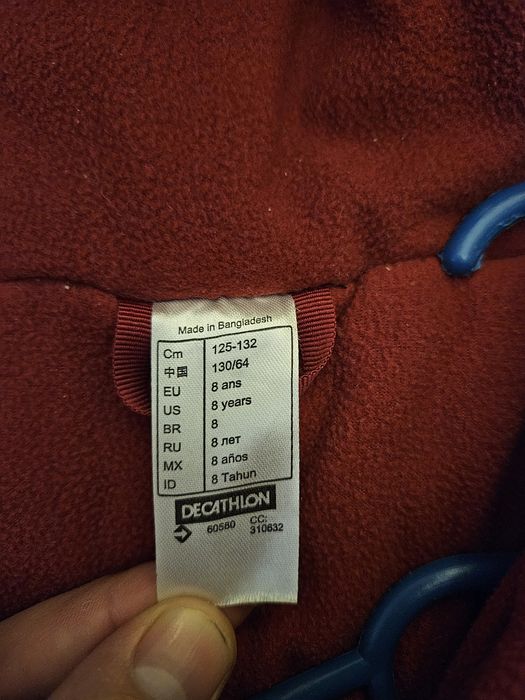 Made in Bangladesh
Cm 125-132
中国 130/64
EU 8 ans
US 8 years
BR 8
RU 8 лет
MX 8 años
ID 8 Tahun
DECATHLON
60580 CC:
310632